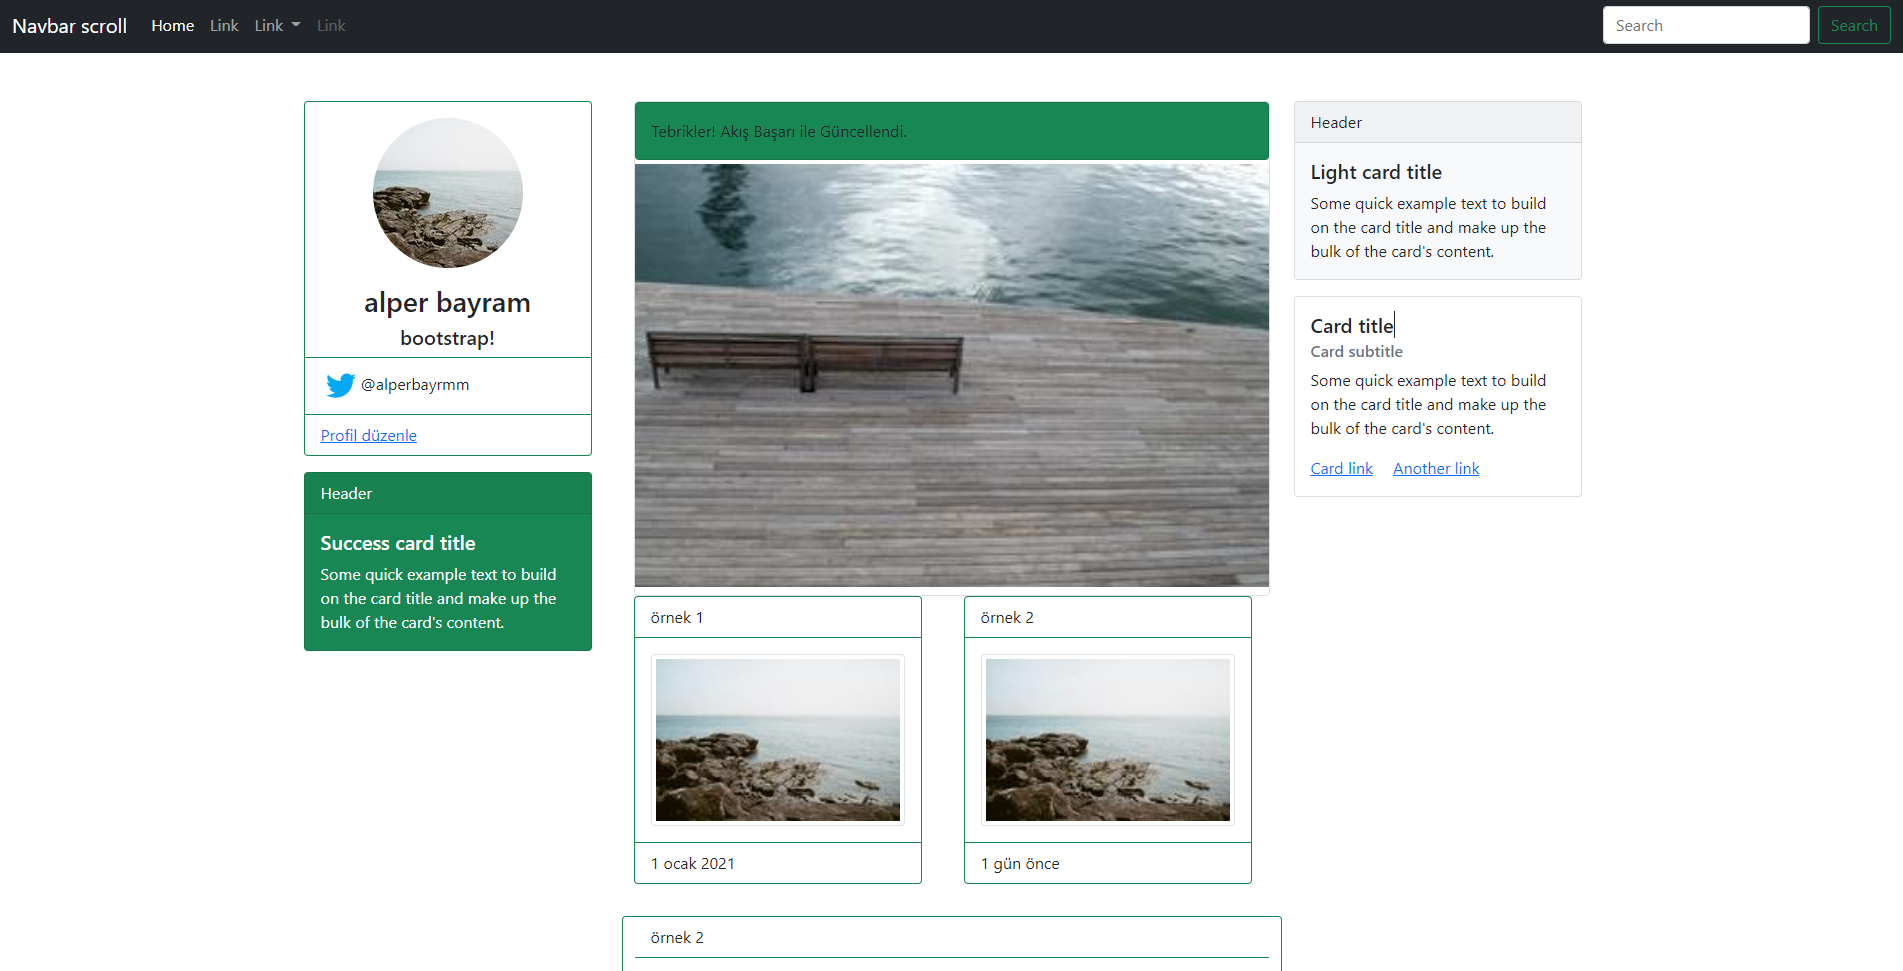 Navbar scroll
Home
Link
Link
Link
Search
Search
alper bayram
bootstrap!
@alperbayrmm
Profil düzenle
Header
Success card title
Some quick example text to build
on the card title and make up the
bulk of the card's content.
Tebrikler! Akış Başarı ile Güncellendi.
örnek 1
1 ocak 2021
örnek 2
1 gün önce
örnek 2
Header
Light card title
Some quick example text to build
on the card title and make up the
bulk of the card's content.
Card title
Card subtitle
Some quick example text to build
on the card title and make up the
bulk of the card's content.
Card link
Another link